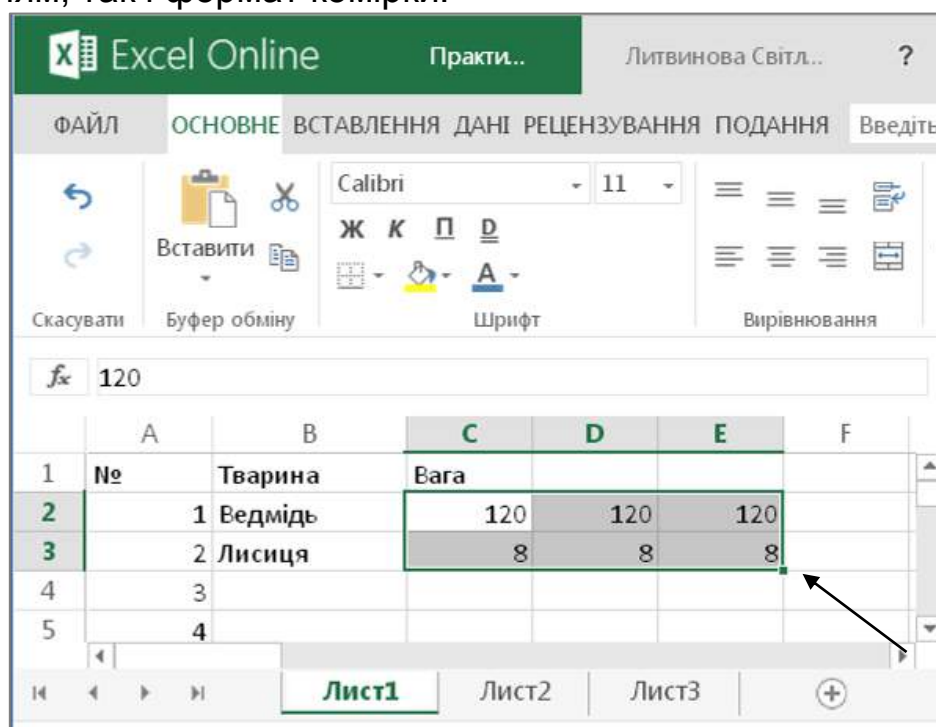 так і формат комірки.
Excel Online Практи... Литвинова Світл... ?
ФАЙЛ ОСНОВНЕ ВСТАВЛЕННЯ ДАНІ РЕЦЕНЗУВАННЯ ПОДАННЯ Введіть
Calibri 11
Ж К П D
Вставити
A
Скасувати Буфер обміну Шрифт Вирівнювання
fx 120
A B C D E F
1 № Тварина Вага
2 1 Ведмідь 120 120 120
3 2 Лисиця 8 8 8
4 3
5 4
Лист1 Лист2 Лист3